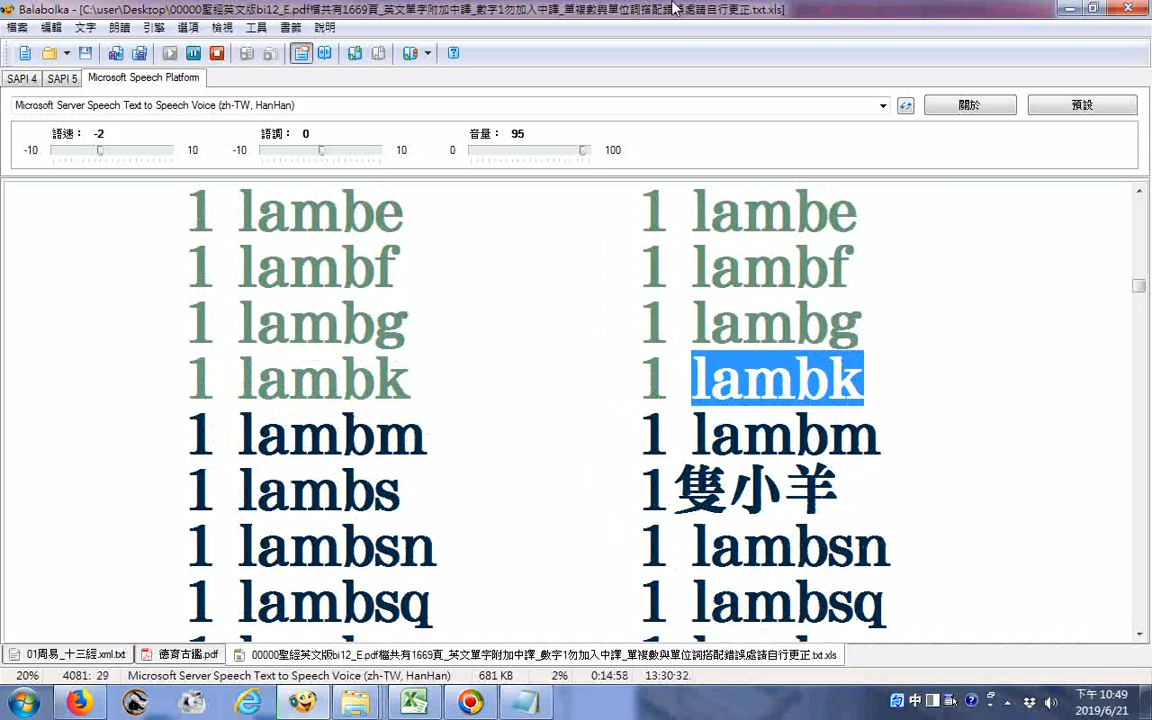 Balabolka - [C:\user\Desktop\00000聖經英文版bi12_E.pdf檔共有1669頁_英文單字附加中譯_數字1勿加入中譯_單複數與單位詞搭配錯誤處請自行更正.txt.xls]
檔案 編輯 文字 朗讀 引擎 選項 檢視 工具 書籤 說明
SAPI 4 SAPI 5 Microsoft Speech Platform
Microsoft Server Speech Text to Speech Voice (zh-TW, HanHan) 關於 預設
語速： -2 語調： 0 音量： 95
-10 10 -10 10 0 100
1 lambe 1 lambe
1 lambf 1 lambf
1 lambg 1 lambg
1 lambk 1 lambk
1 lambm 1 lambm
1 lambs 1隻小羊
1 lambsn 1 lambsn
1 lambsq 1 lambsq
01周易_十三經.xml.txt 德育古鑑.pdf 00000聖經英文版bi12_E.pdf檔共有1669頁_英文單字附加中譯_數字1勿加入中譯_單複數與單位詞搭配錯誤處請自行更正.txt.xls
20% 4081: 29 Microsoft Server Speech Text to Speech Voice (zh-TW, HanHan) 681 KB 2% 0:14:58 13:30:32.
中 下午 10:49
2019/6/21